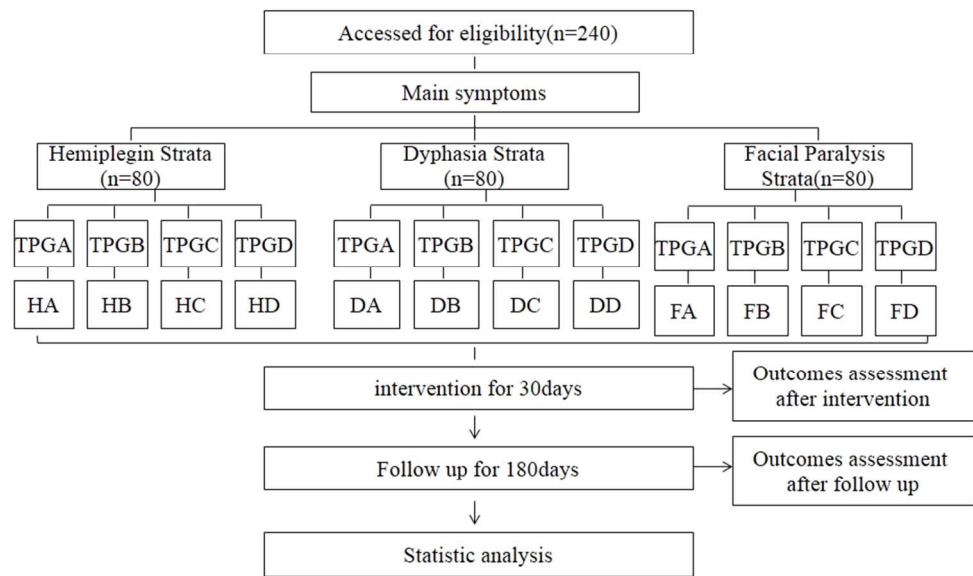 Accessed for eligibility(n=240)
Main symptoms
Hemiplegin Strata
(n=80)
Dyphasia Strata
(n=80)
Facial Paralysis
Strata(n=80)
TPGA TPGB TPGC TPGD
TPGA TPGB TPGC TPGD
TPGA TPGB TPGC TPGD
HA HB HC HD
DA DB DC DD
FA FB FC FD
intervention for 30days
Outcomes assessment
after intervention
Follow up for 180days
Outcomes assessment
after follow up
Statistic analysis